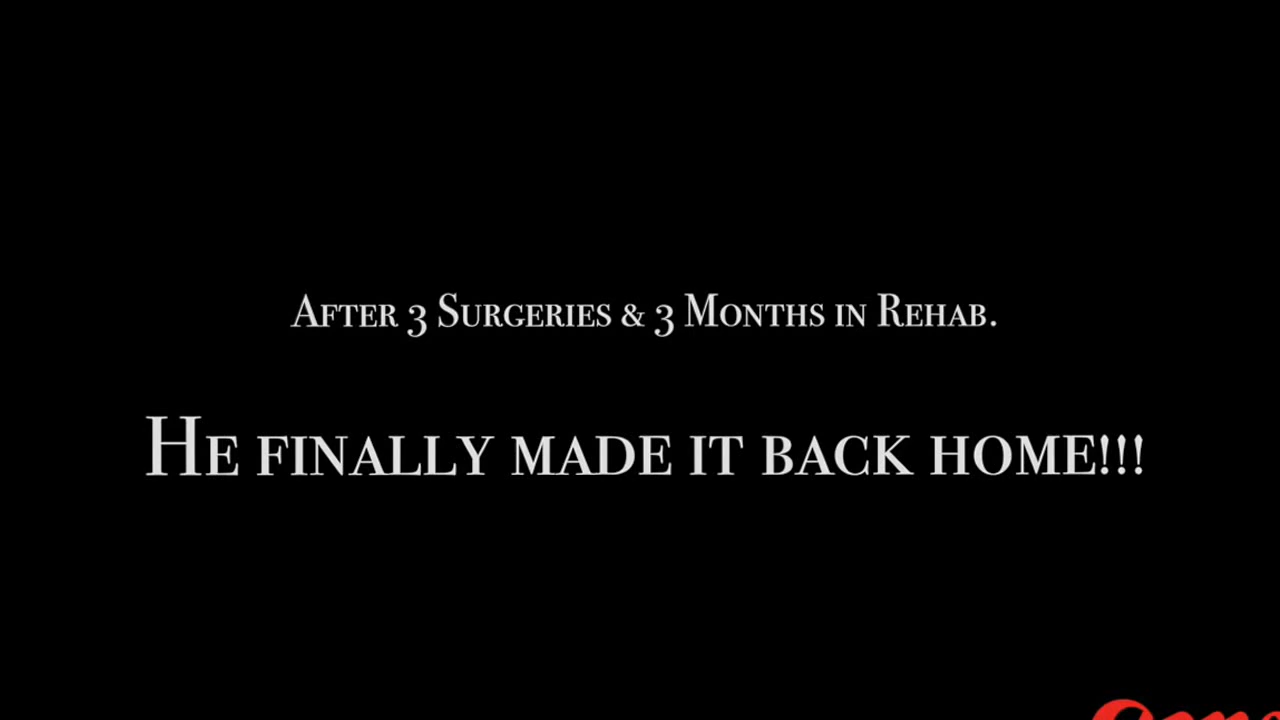 After 3 Surgeries & 3 Months in Rehab.
He finally made it back home!!!